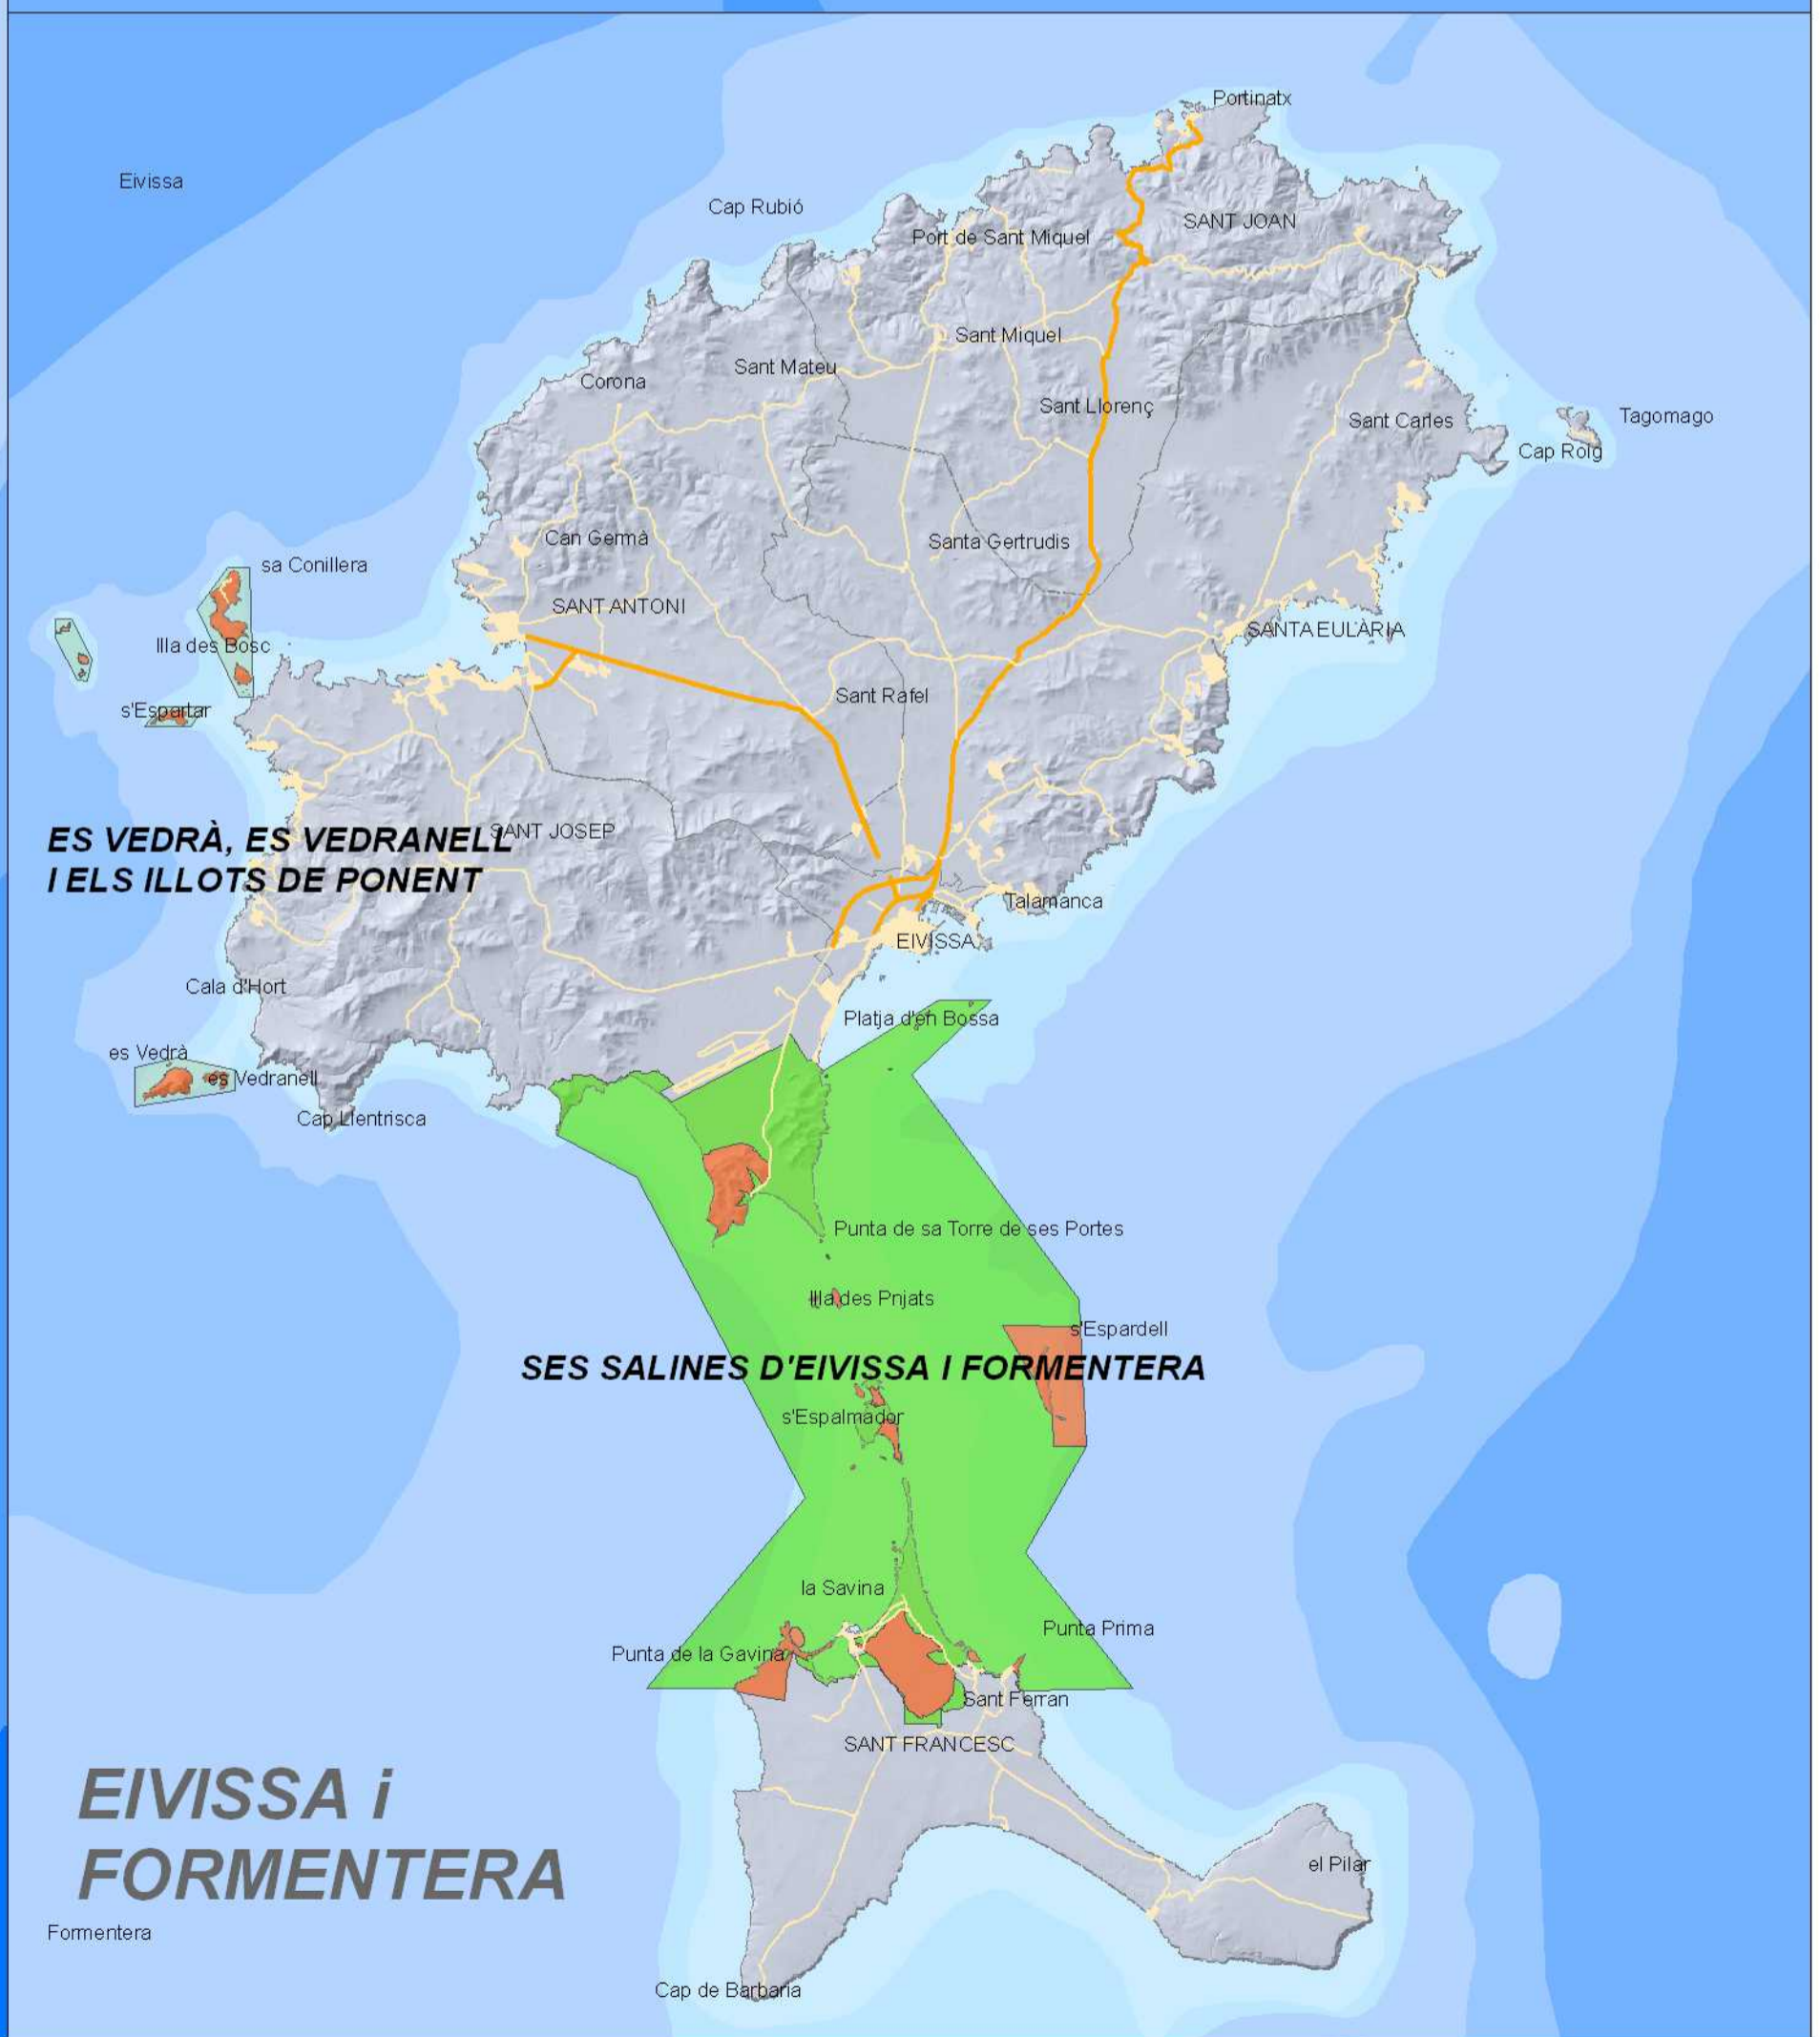 Portinatx
Eivissa
Cap Rubió
SANT JOAN
Port de Sant Miquel
Sant Miquel
Sant Mateu
Corona
Sant Llorenç
Sant Carles
Tagomago
Cap Roig
Can Germà
Santa Gertrudis
sa Conillera
SANT ANTONI
SANTA EULÀRIA
Illa des Bosc
Sant Rafel
s'Espartar
SANT JOSEP
ES VEDRÀ, ES VEDRANELL
I ELS ILLOTS DE PONENT
Talamanca
EIVISSA
Cala d'Hort
Platja d'en Bossa
es Vedrà
es Vedranell
Cap Llentrisca
Punta de sa Torre de ses Portes
Illa des Pnjats
s'Espardell
SES SALINES D'EIVISSA I FORMENTERA
s'Espalmador
la Savina
Punta Prima
Punta de la Gavina
Sant Ferran
SANT FRANCESC
EIVISSA i
FORMENTERA
el Pilar
Formentera
Cap de Barbaria